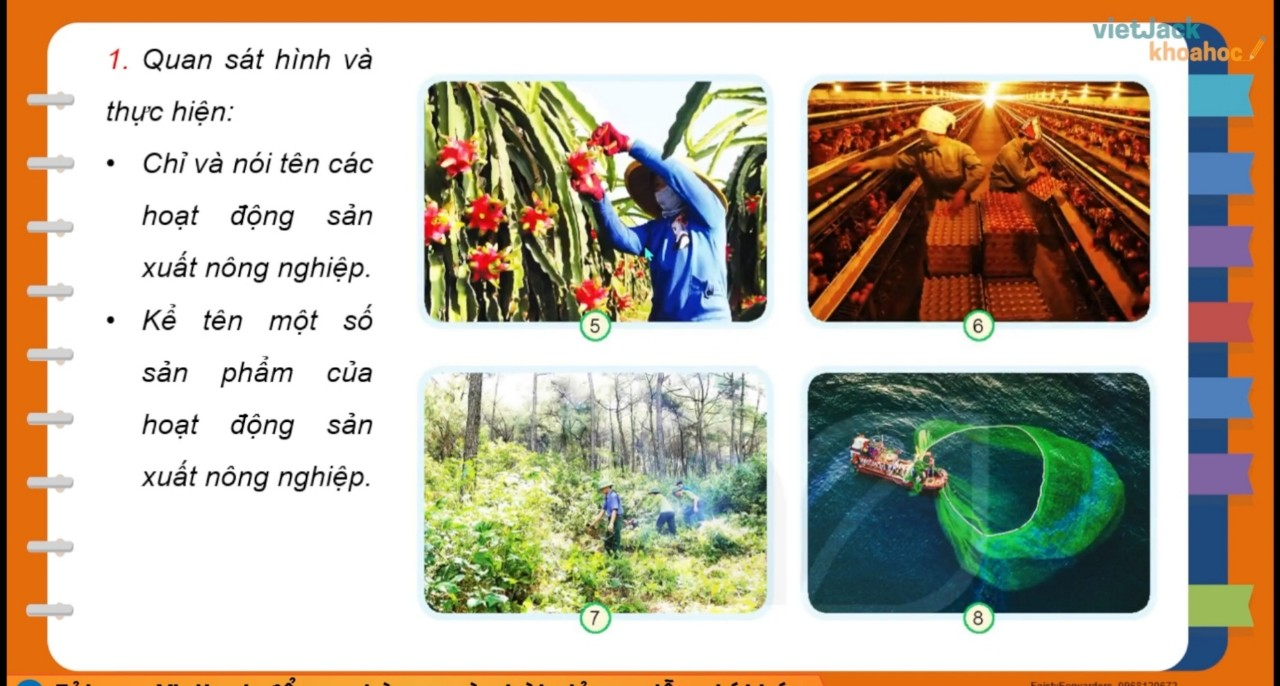 vietJack
khoahoc
1. Quan sát hình và
thực hiện:
• Chỉ và nói tên các
hoạt động sản
xuất nông nghiệp.
• Kể tên một số
sản phẩm của
hoạt động sản
xuất nông nghiệp.
5
6
7
8